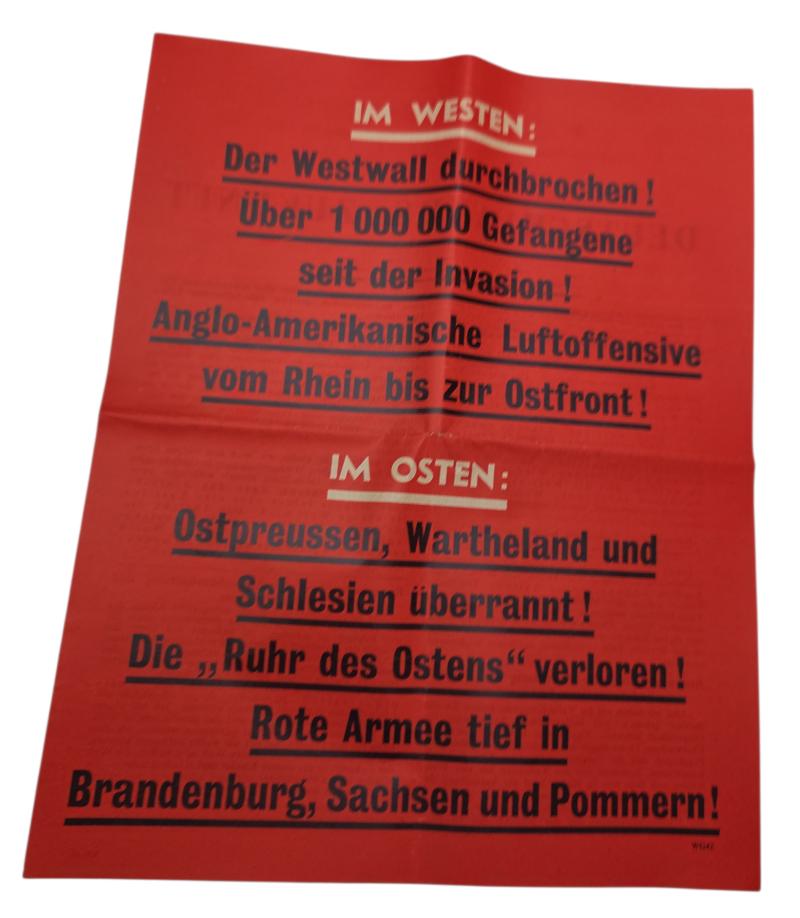 IM WESTEN:
Der Westwall durchbrochen!
Über 1 000 000 Gefangene
seit der Invasion!
Anglo-Amerikanische Luftoffensive
vom Rhein bis zur Ostfront!
IM OSTEN:
Ostpreussen, Wartheland und
Schlesien überrannt!
Die „Ruhr des Ostens“ verloren!
Rote Armee tief in
Brandenburg, Sachsen und Pommern!